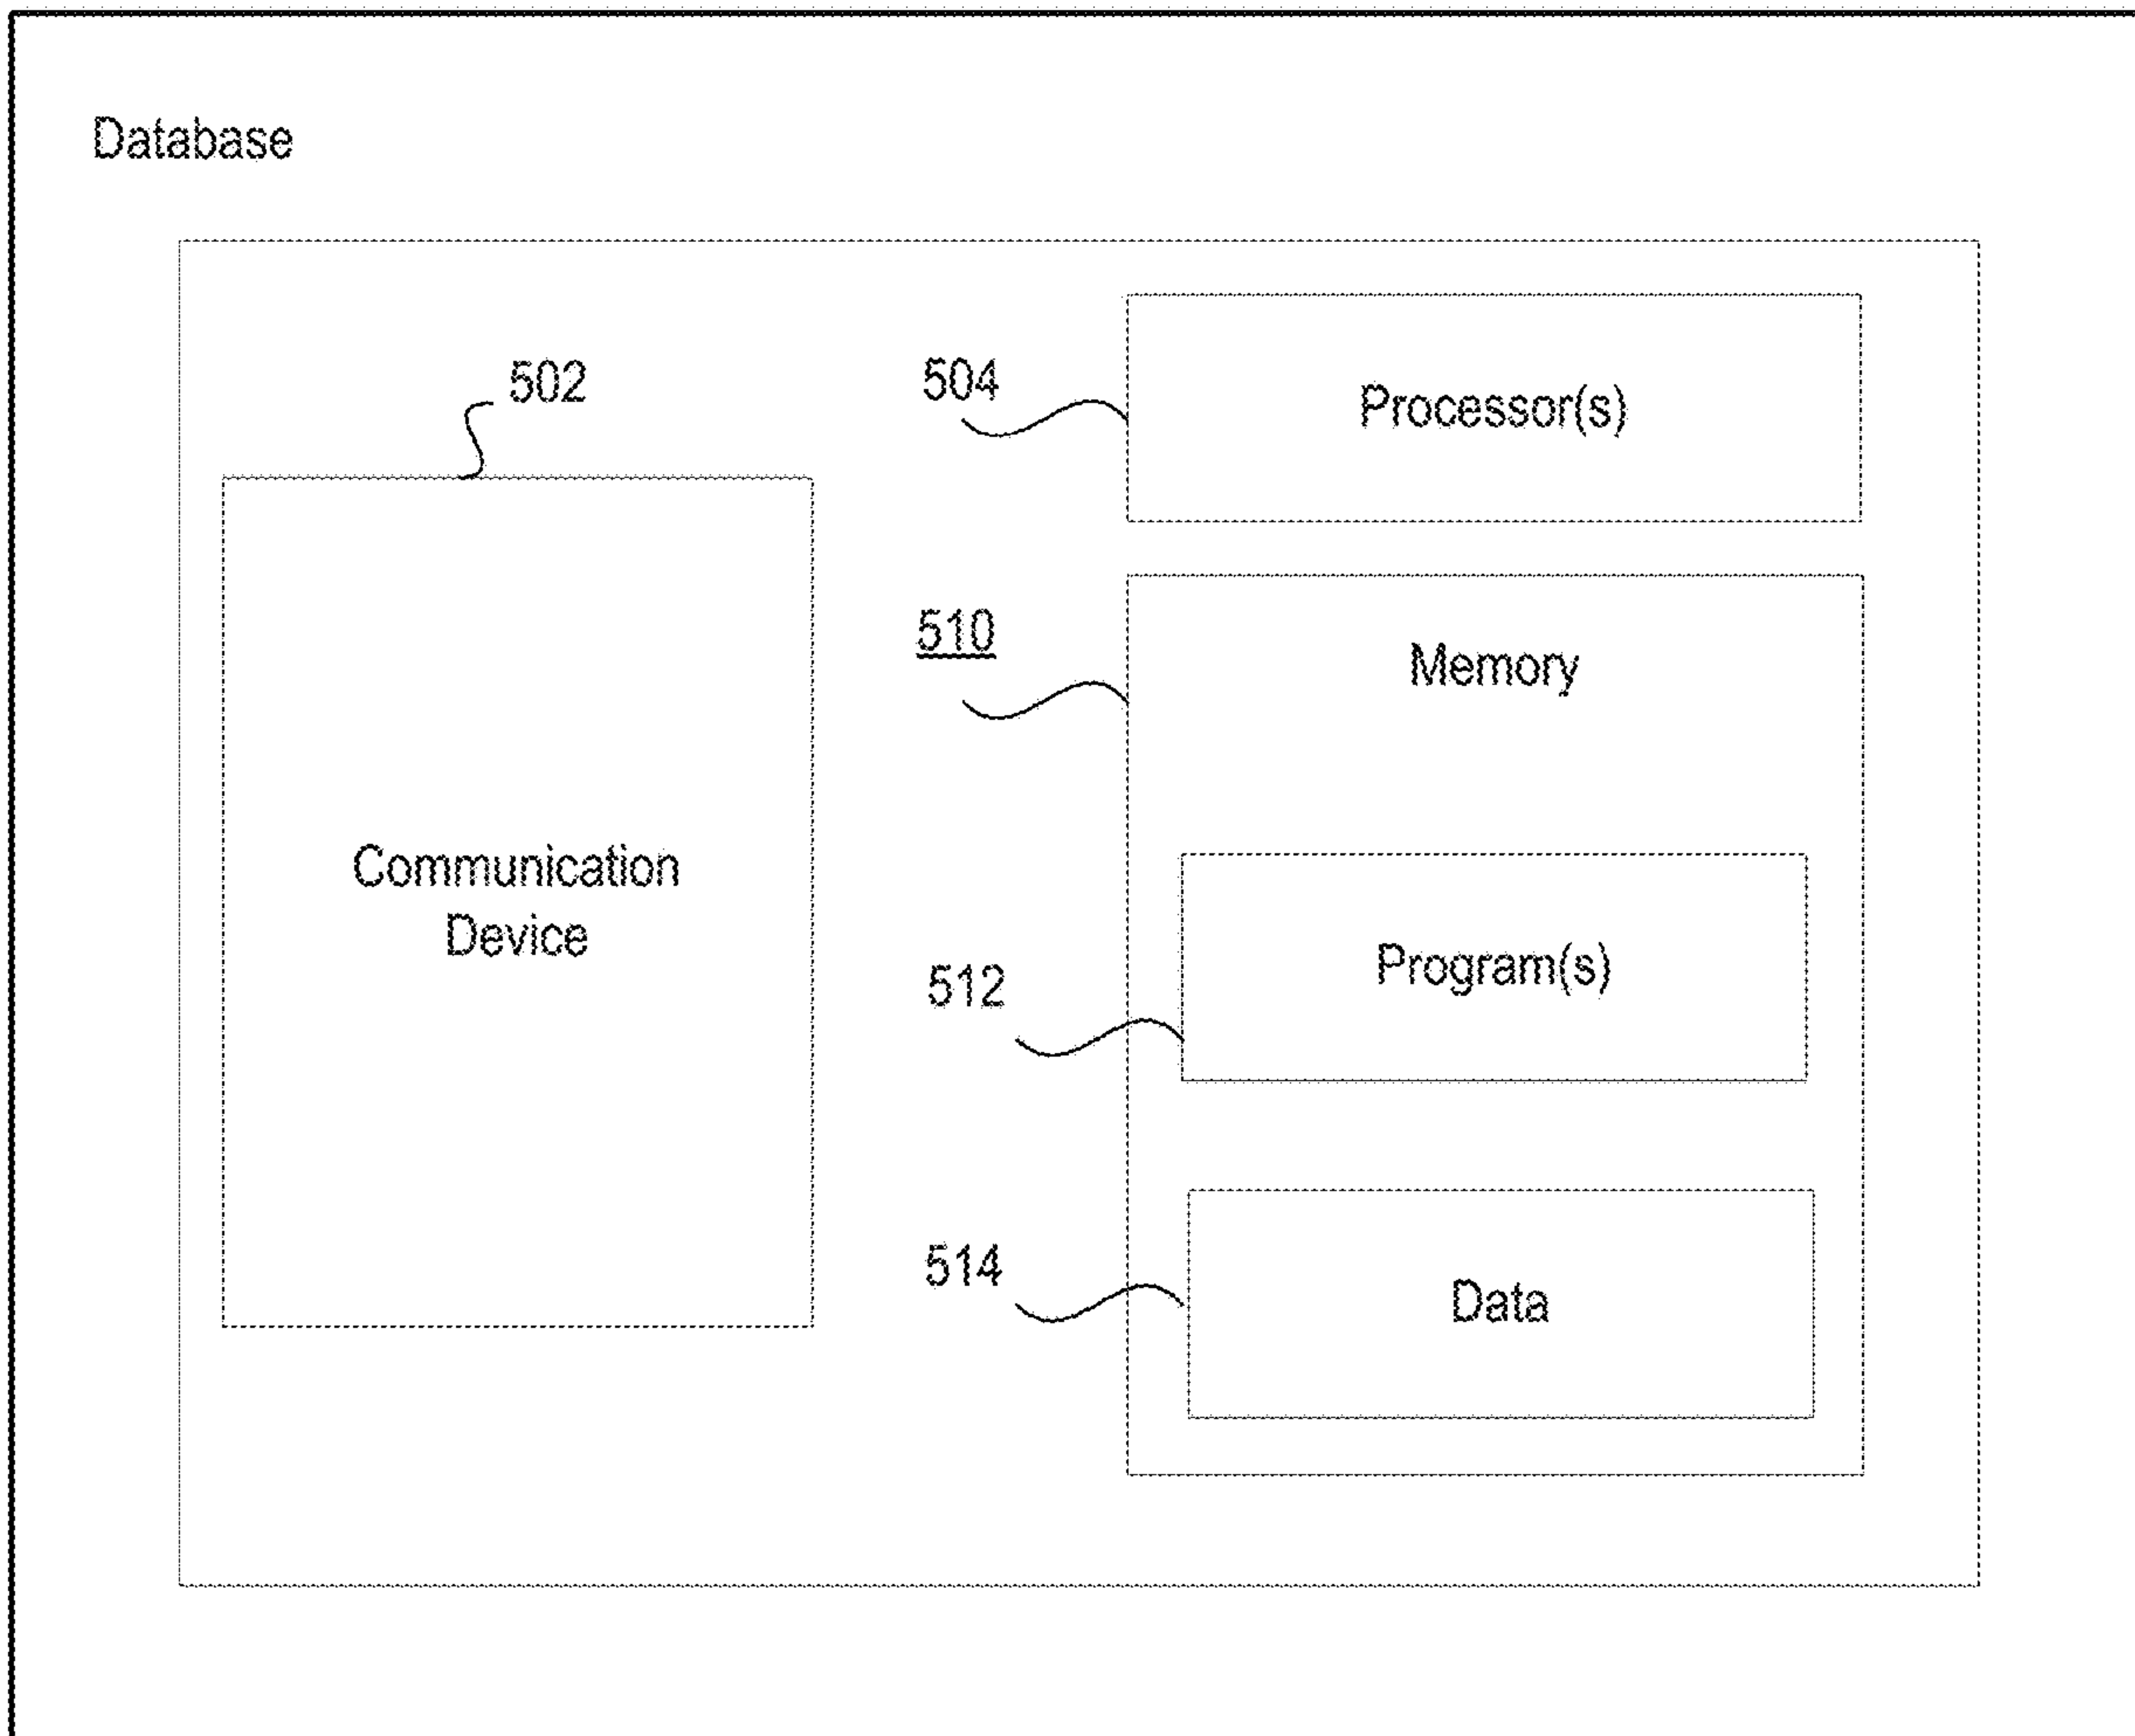 Database
502
504
Processor(s)
510
Memory
Communication
Device
512
Program(s)
514
Data